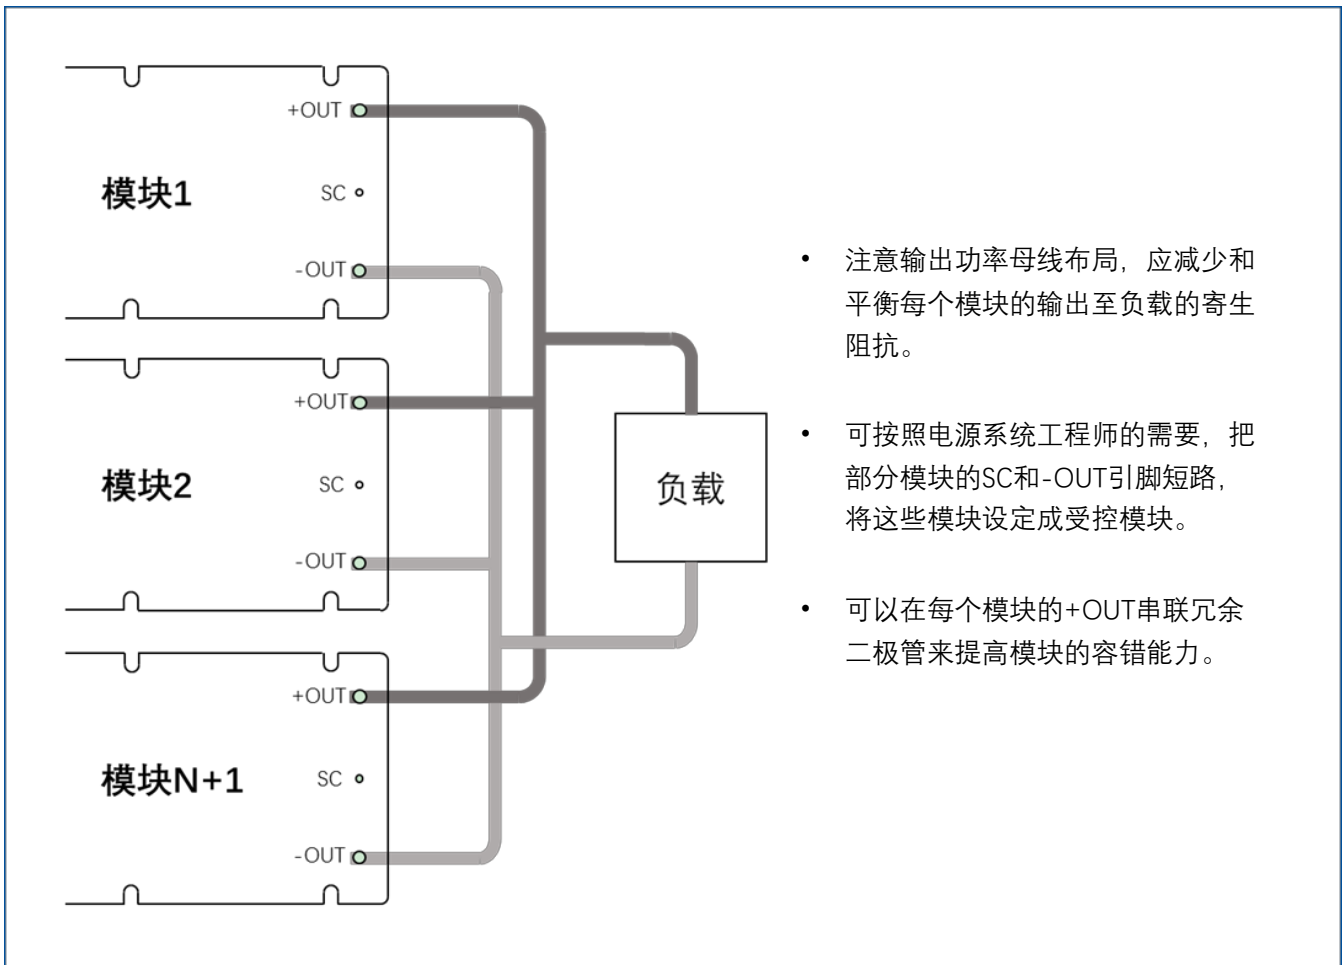 +OUT
模块1
SC
-OUT
+OUT
模块2
SC
-OUT
+OUT
模块N+1
SC
-OUT
负载
• 注意输出功率母线布局，应减少和
平衡每个模块的输出至负载的寄生
阻抗。
• 可按照电源系统工程师的需要，把
部分模块的SC和-OUT引脚短路，
将这些模块设定成受控模块。
• 可以在每个模块的+OUT串联冗余
二极管来提高模块的容错能力。